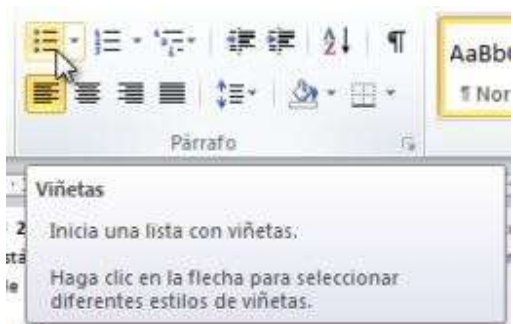 AaBb
¶ Nor
Párrafo
Viñetas
Inicia una lista con viñetas.
Haga clic en la flecha para seleccionar
diferentes estilos de viñetas.